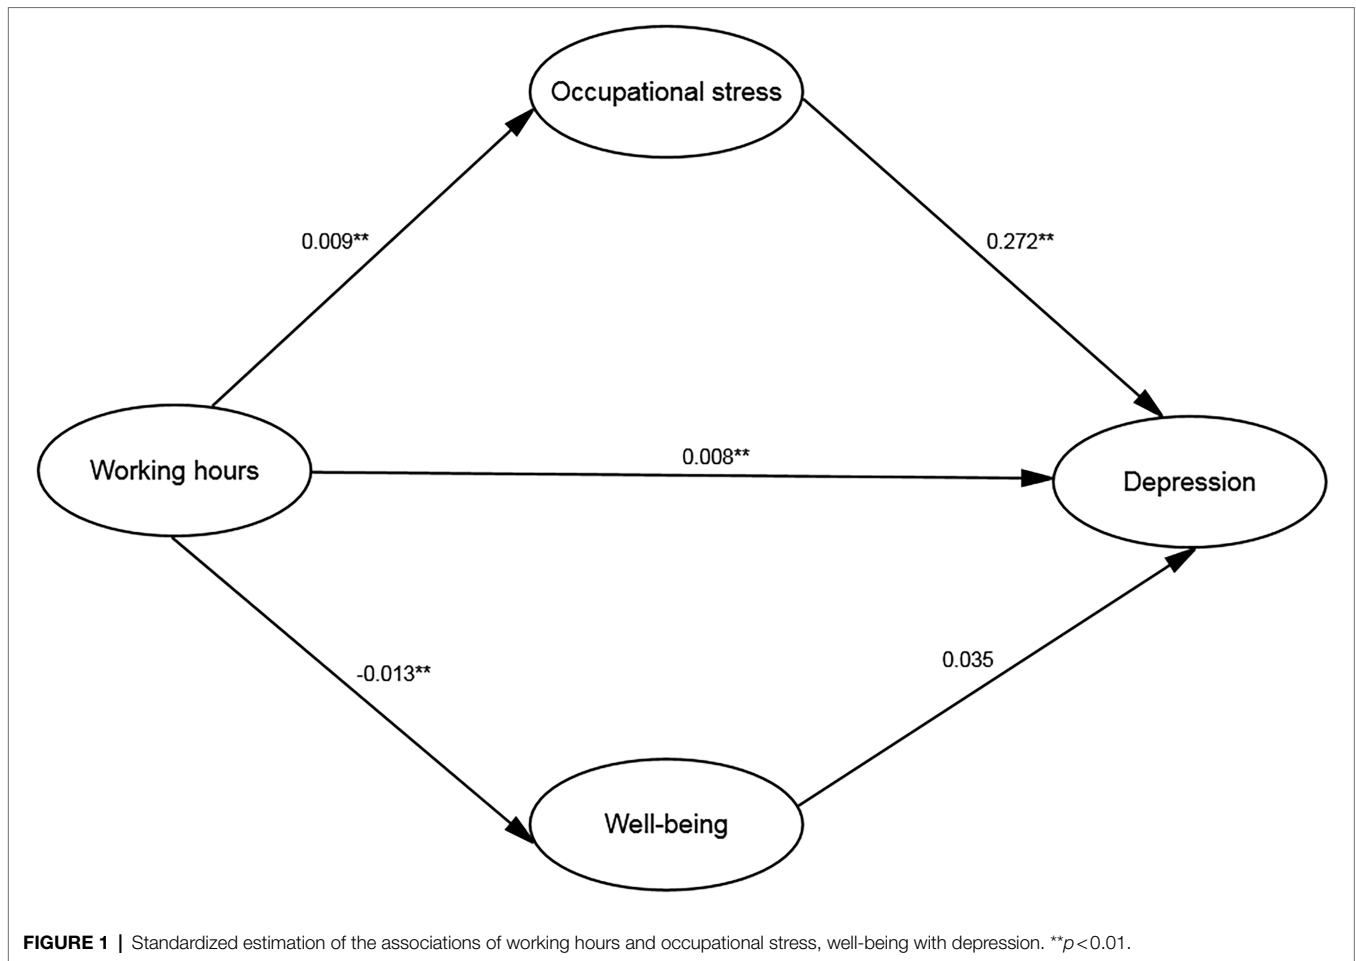 Occupational stress
0.009**
0.272**
0.008**
Working hours
Depression
-0.013**
0.035
Well-being
FIGURE 1 | Standardized estimation of the associations of working hours and occupational stress, well-being with depression. **p<0.01.